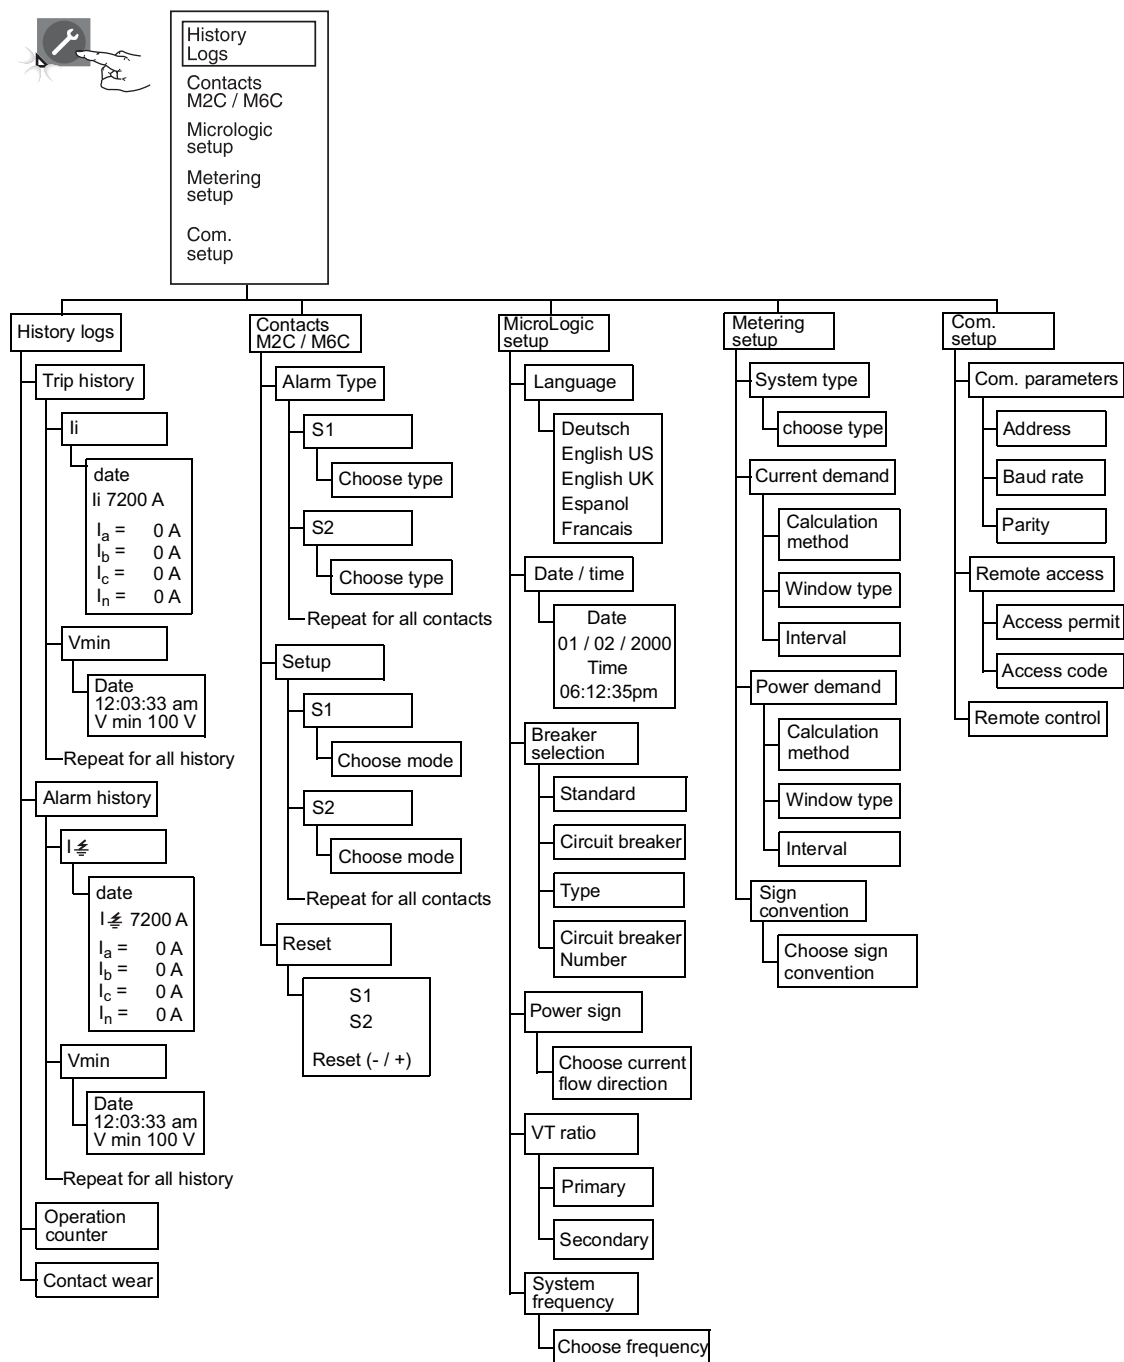 History
Logs
Contacts
M2C / M6C
Micrologic
setup
Metering
setup
Com.
setup
History logs
Trip history
Ii
date
Ii 7200 A
Ia = 0 A
Ib = 0 A
Ic = 0 A
In = 0 A
Vmin
Date
12:03:33 am
V min 100 V
Repeat for all history
Alarm history
I
date
I 7200 A
Ia = 0 A
Ib = 0 A
Ic = 0 A
In = 0 A
Vmin
Date
12:03:33 am
V min 100 V
Repeat for all history
Operation
counter
Contact wear
Contacts
M2C / M6C
Alarm Type
S1
Choose type
S2
Choose type
Repeat for all contacts
Setup
S1
Choose mode
S2
Choose mode
Repeat for all contacts
Reset
S1
S2
Reset (- / +)
MicroLogic
setup
Language
Deutsch
English US
English UK
Espanol
Francais
Date / time
Date
01 / 02 / 2000
Time
06:12:35pm
Breaker
selection
Standard
Circuit breaker
Type
Circuit breaker
Number
Power sign
Choose current
flow direction
VT ratio
Primary
Secondary
System
frequency
Choose frequency
Metering
setup
System type
choose type
Current demand
Calculation
method
Window type
Interval
Power demand
Calculation
method
Window type
Interval
Sign
convention
Choose sign
convention
Com.
setup
Com. parameters
Address
Baud rate
Parity
Remote access
Access permit
Access code
Remote control